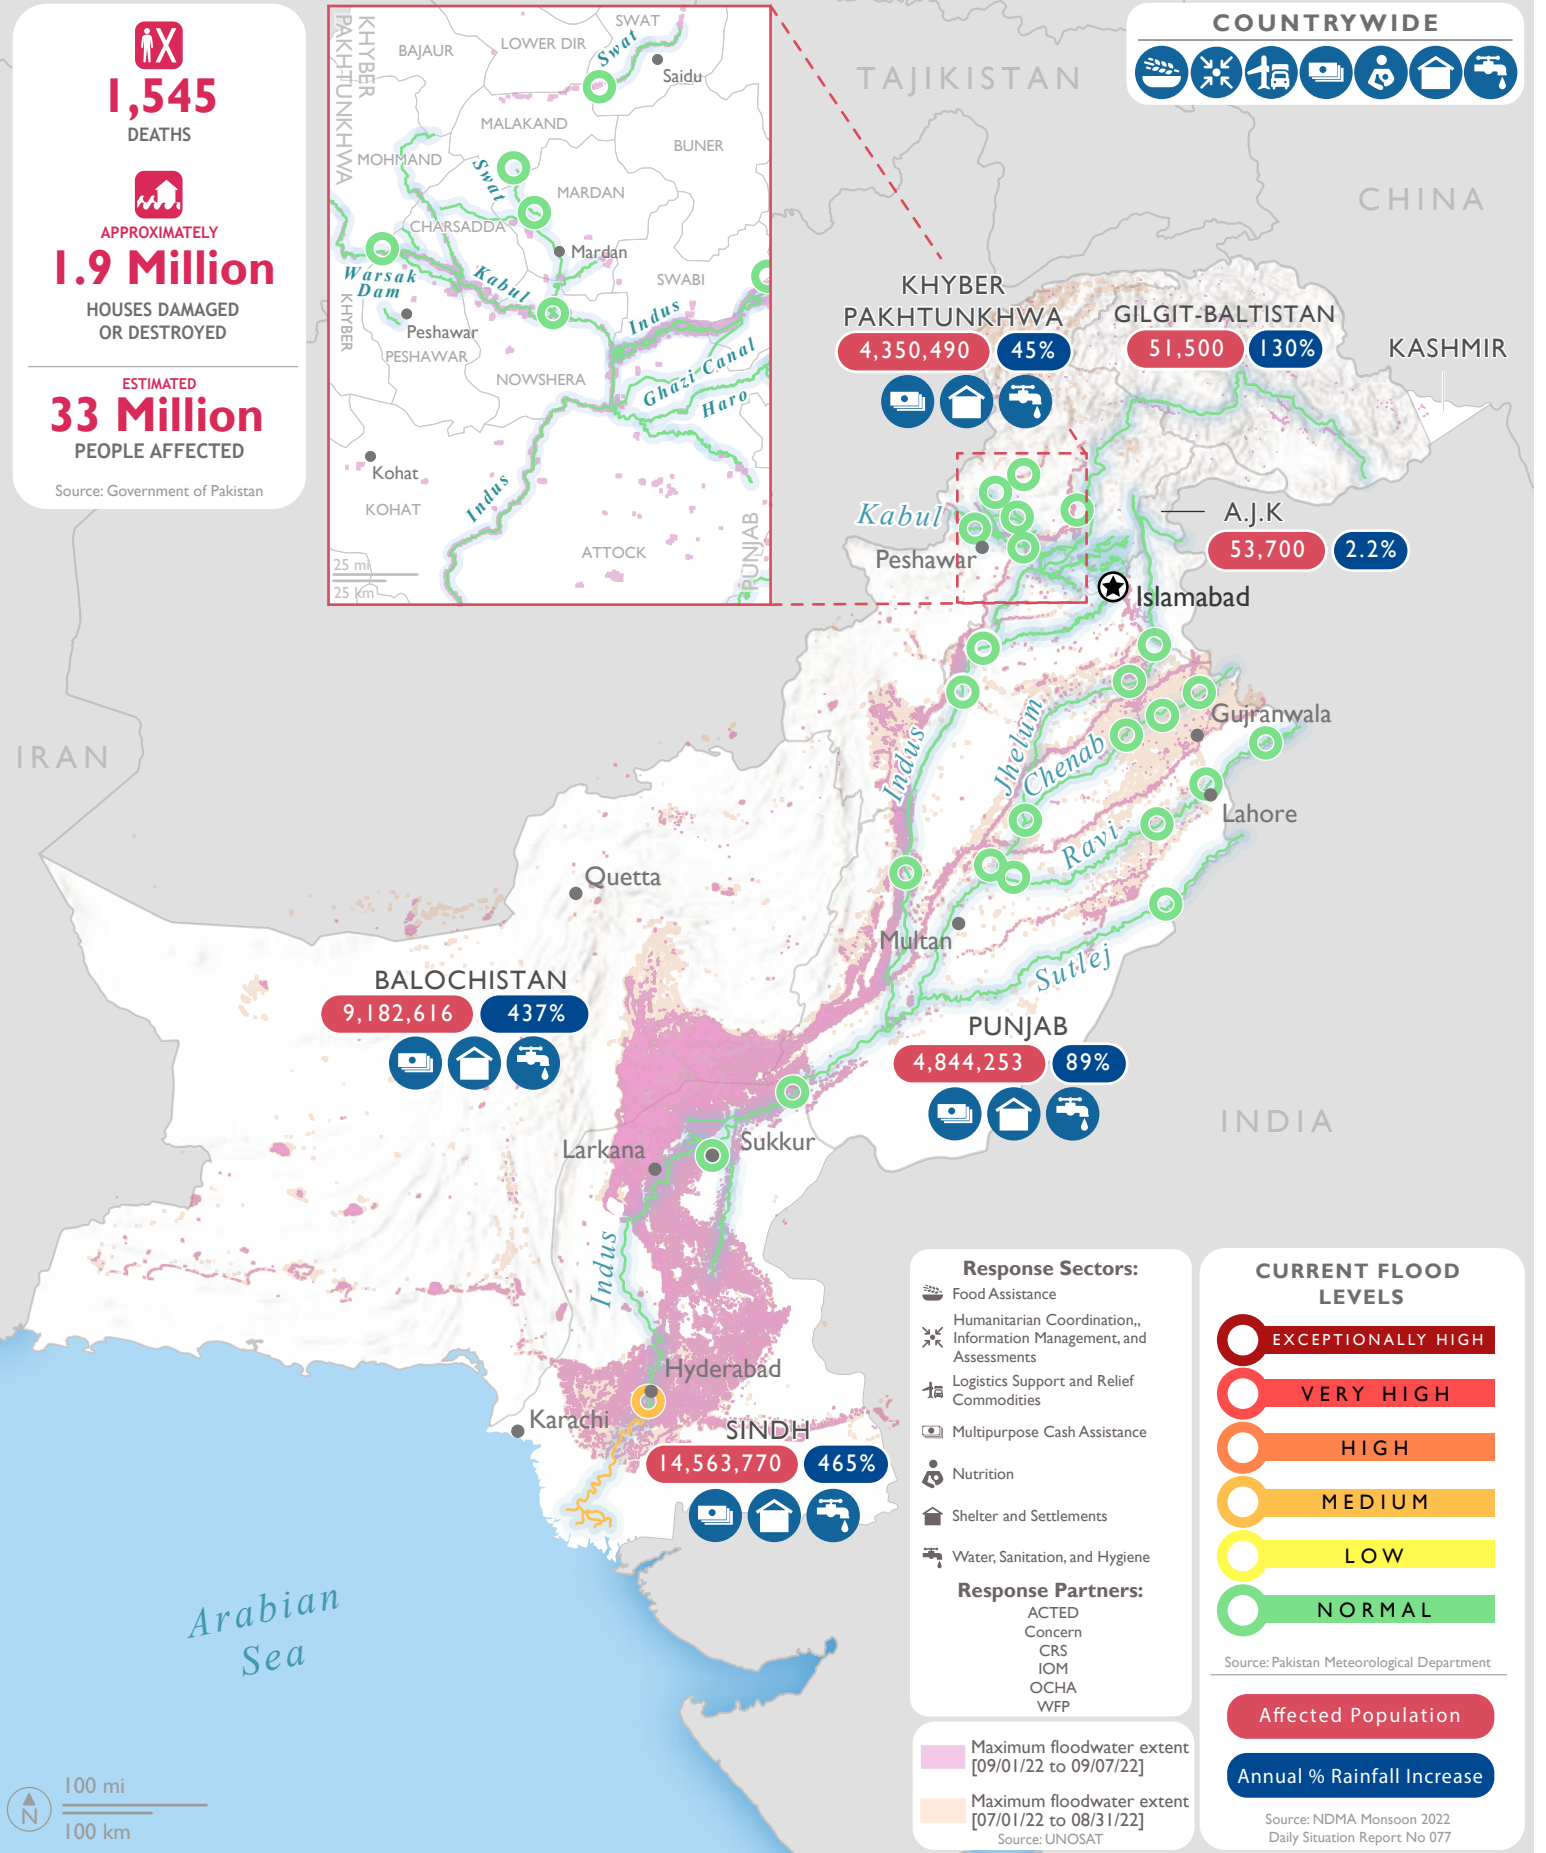 1,545
DEATHS
APPROXIMATELY
1.9 Million
HOUSES DAMAGED
OR DESTROYED
ESTIMATED
33 Million
PEOPLE AFFECTED
Source: Government of Pakistan
KHYBER
PAKHTUNKHWA
BAJAUR
LOWER DIR
SWAT
Swat
Saidu
MALAKAND
BUNER
MOHMAND
Swat
MARDAN
CHARSADDA
Mardan
Warsak
Dam
Kabul
SWABI
Indus
KHYBER
Peshawar
PESHAWAR
NOWSHERA
Ghazi Canal
Haro
Kohat
KOHAT
Indus
ATTOCK
PUNJAB
25 mi
25 km
COUNTRYWIDE
TAJIKISTAN
CHINA
KHYBER
PAKHTUNKHWA
4,350,490
45%
GILGIT-BALTISTAN
51,500
130%
KASHMIR
Kabul
Peshawar
A.J.K
53,700
2.2%
Islamabad
IRAN
Indus
Jhelum
Chenab
Gujranwala
Lahore
Ravi
Quetta
Multan
Sutlej
BALOCHISTAN
9,182,616
437%
PUNJAB
4,844,253
89%
INDIA
Larkana
Sukkur
Indus
Hyderabad
Karachi
SINDH
14,563,770
465%
Arabian
Sea
100 mi
100 km
N
Response Sectors:
Food Assistance
Humanitarian Coordination,,
Information Management, and
Assessments
Logistics Support and Relief
Commodities
Multipurpose Cash Assistance
Nutrition
Shelter and Settlements
Water, Sanitation, and Hygiene
Response Partners:
ACTED
Concern
CRS
IOM
OCHA
WFP
Maximum floodwater extent
[09/01/22 to 09/07/22]
Maximum floodwater extent
[07/01/22 to 08/31/22]
Source: UNOSAT
CURRENT FLOOD
LEVELS
EXCEPTIONALLY HIGH
VERY HIGH
HIGH
MEDIUM
LOW
NORMAL
Source: Pakistan Meteorological Department
Affected Population
Annual % Rainfall Increase
Source: NDMA Monsoon 2022
Daily Situation Report No 077